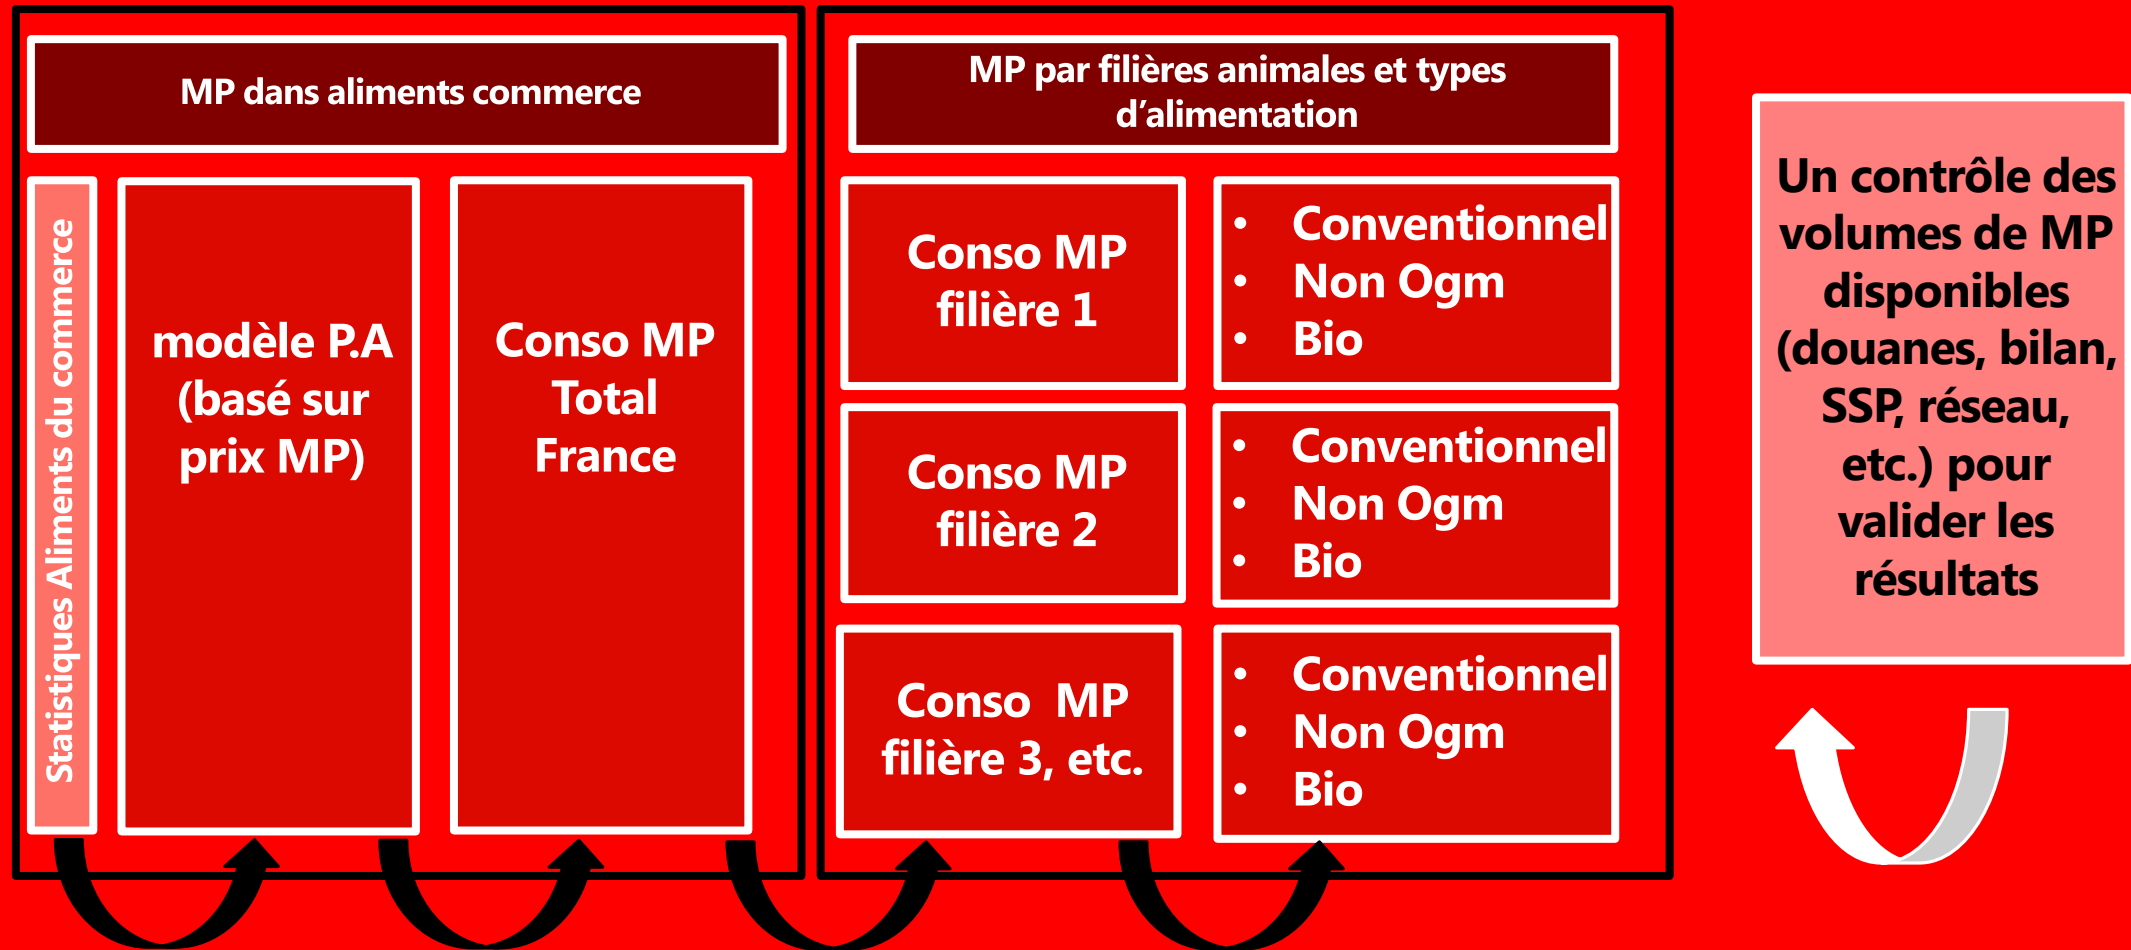 MP dans aliments commerce
Statistiques Aliments du commerce
modèle P.A
(basé sur
prix MP)
Conso MP
Total
France
MP par filières animales et types
d’alimentation
Conso MP
filière 1
• Conventionnel
• Non Ogm
• Bio
Conso MP
filière 2
• Conventionnel
• Non Ogm
• Bio
Conso  MP
filière 3, etc.
• Conventionnel
• Non Ogm
• Bio
Un contrôle des
volumes de MP
disponibles
(douanes, bilan,
SSP, réseau,
etc.) pour
valider les
résultats